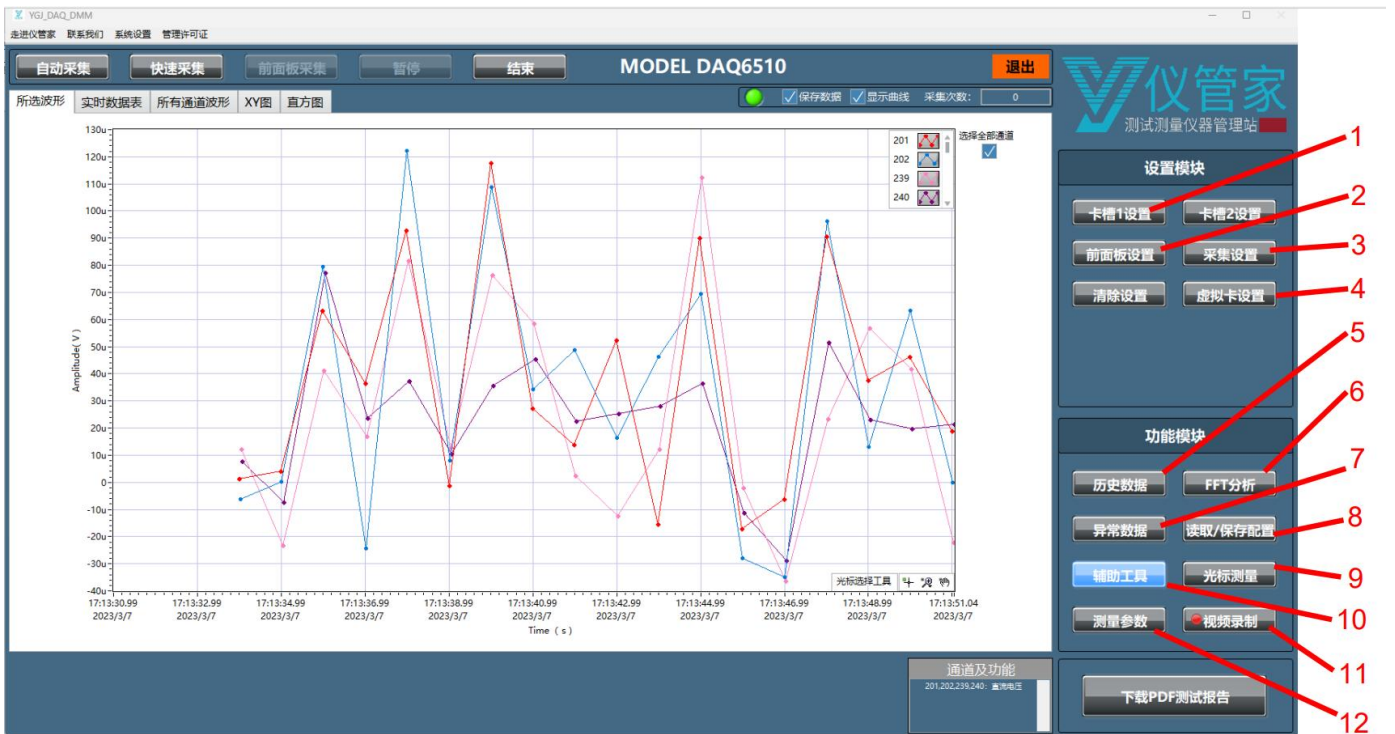 YGJ_DAQ_DMM
走进仪管家 联系我们 系统设置 管理许可证
自动采集 快速采集 前面板采集 暂停 结束 MODEL DAQ6510 退出
所选波形 实时数据表 所有通道波形 XY图 直方图 保存数据 显示曲线 采集次数: 0
仪管家
测试测量仪器管理站
130u
120u
110u
100u
90u
80u
70u
60u
50u
40u
30u
20u
10u
0
-10u
-20u
-30u
-40u
Amplitude( V )
201
202
239
240
选择全部通道
光标选择工具
17:13:30.99 17:13:32.99 17:13:34.99 17:13:36.99 17:13:38.99 17:13:40.99 17:13:42.99 17:13:44.99 17:13:46.99 17:13:48.99 17:13:51.04
2023/3/7 2023/3/7 2023/3/7 2023/3/7 2023/3/7 2023/3/7 2023/3/7 2023/3/7 2023/3/7 2023/3/7 2023/3/7
Time ( s )
通道及功能
201,202,239,240: 直流电压
设置模块
卡槽1设置 卡槽2设置
前面板设置 采集设置
清除设置 虚拟卡设置
功能模块
历史数据 FFT分析
异常数据 读取/保存配置
辅助工具 光标测量
测量参数 视频录制
下载PDF测试报告
1
2
3
4
5
6
7
8
9
10
11
12